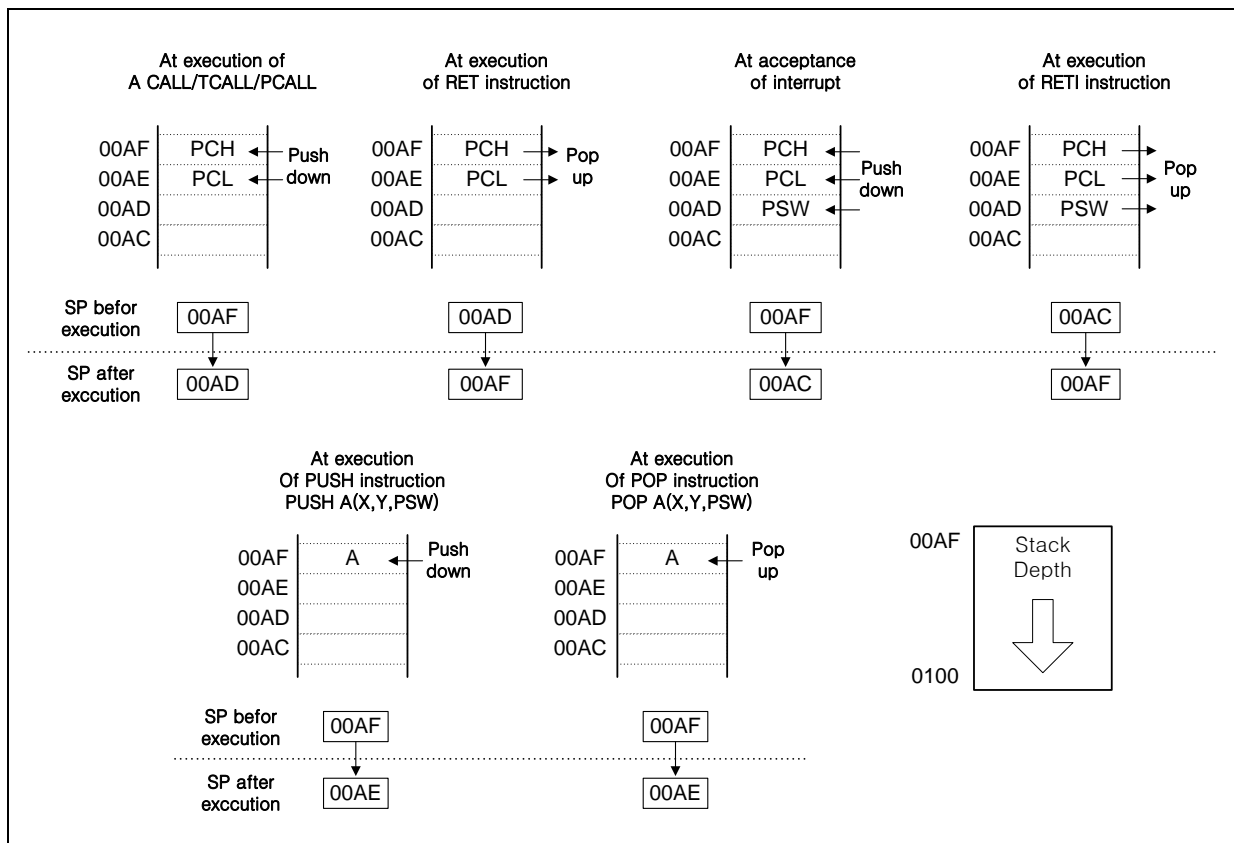 At execution of
A CALL/TCALL/PCALL
00AF PCH Push
00AE PCL down
00AD
00AC
At execution
of RET instruction
00AF PCH Pop
00AE PCL up
00AD
00AC
At acceptance
of interrupt
00AF PCH
00AE PCL Push
down
00AD PSW
00AC
At execution
of RETI instruction
00AF PCH
00AE PCL Pop
up
00AD PSW
00AC
SP befor
execution
00AF
00AD
00AF
00AC
SP after
exccution
00AD
00AF
00AC
00AF
At execution
Of PUSH instruction
PUSH A(X,Y,PSW)
00AF A Push
down
00AE
00AD
00AC
At execution
Of POP instruction
POP A(X,Y,PSW)
00AF A Pop
up
00AE
00AD
00AC
00AF Stack
Depth
0100
SP befor
execution
00AF
00AF
SP after
exccution
00AE
00AE